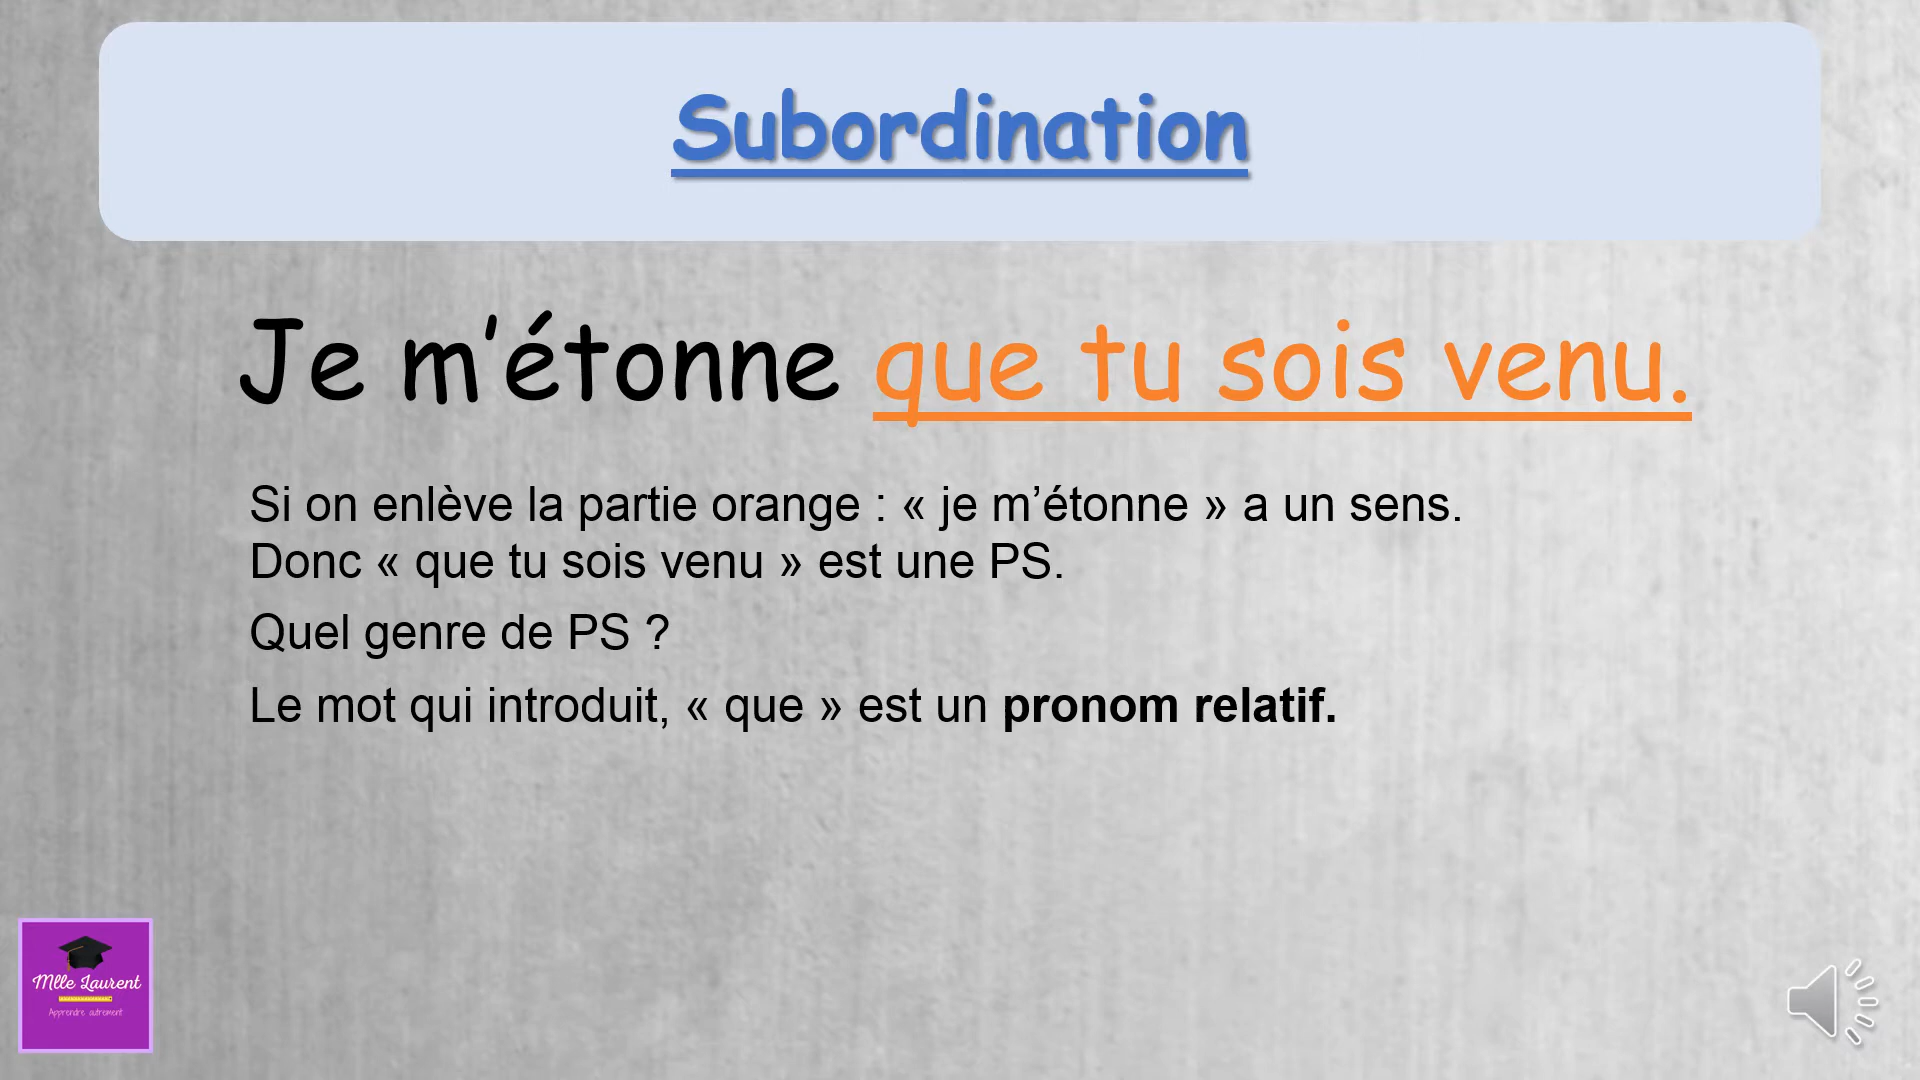 Subordination
Je m’étonne que tu sois venu.
Si on enlève la partie orange : « je m’étonne » a un sens.
Donc « que tu sois venu » est une PS.
Quel genre de PS ?
Le mot qui introduit, « que » est un pronom relatif.
Mlle Laurent
Apprendre autrement